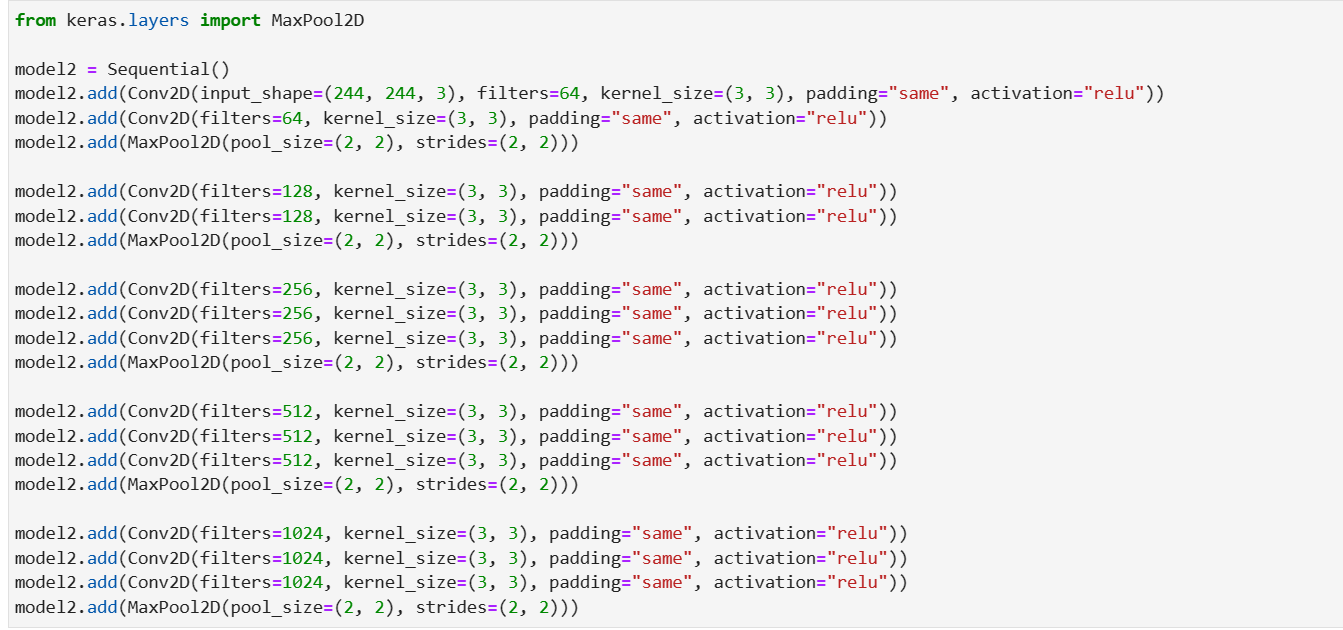 from keras.layers import MaxPool2D
model2 = Sequential()
model2.add(Conv2D(input_shape=(244, 244, 3), filters=64, kernel_size=(3, 3), padding="same", activation="relu"))
model2.add(Conv2D(filters=64, kernel_size=(3, 3), padding="same", activation="relu"))
model2.add(MaxPool2D(pool_size=(2, 2), strides=(2, 2)))
model2.add(Conv2D(filters=128, kernel_size=(3, 3), padding="same", activation="relu"))
model2.add(Conv2D(filters=128, kernel_size=(3, 3), padding="same", activation="relu"))
model2.add(MaxPool2D(pool_size=(2, 2), strides=(2, 2)))
model2.add(Conv2D(filters=256, kernel_size=(3, 3), padding="same", activation="relu"))
model2.add(Conv2D(filters=256, kernel_size=(3, 3), padding="same", activation="relu"))
model2.add(Conv2D(filters=256, kernel_size=(3, 3), padding="same", activation="relu"))
model2.add(MaxPool2D(pool_size=(2, 2), strides=(2, 2)))
model2.add(Conv2D(filters=512, kernel_size=(3, 3), padding="same", activation="relu"))
model2.add(Conv2D(filters=512, kernel_size=(3, 3), padding="same", activation="relu"))
model2.add(Conv2D(filters=512, kernel_size=(3, 3), padding="same", activation="relu"))
model2.add(MaxPool2D(pool_size=(2, 2), strides=(2, 2)))
model2.add(Conv2D(filters=1024, kernel_size=(3, 3), padding="same", activation="relu"))
model2.add(Conv2D(filters=1024, kernel_size=(3, 3), padding="same", activation="relu"))
model2.add(Conv2D(filters=1024, kernel_size=(3, 3), padding="same", activation="relu"))
model2.add(MaxPool2D(pool_size=(2, 2), strides=(2, 2)))